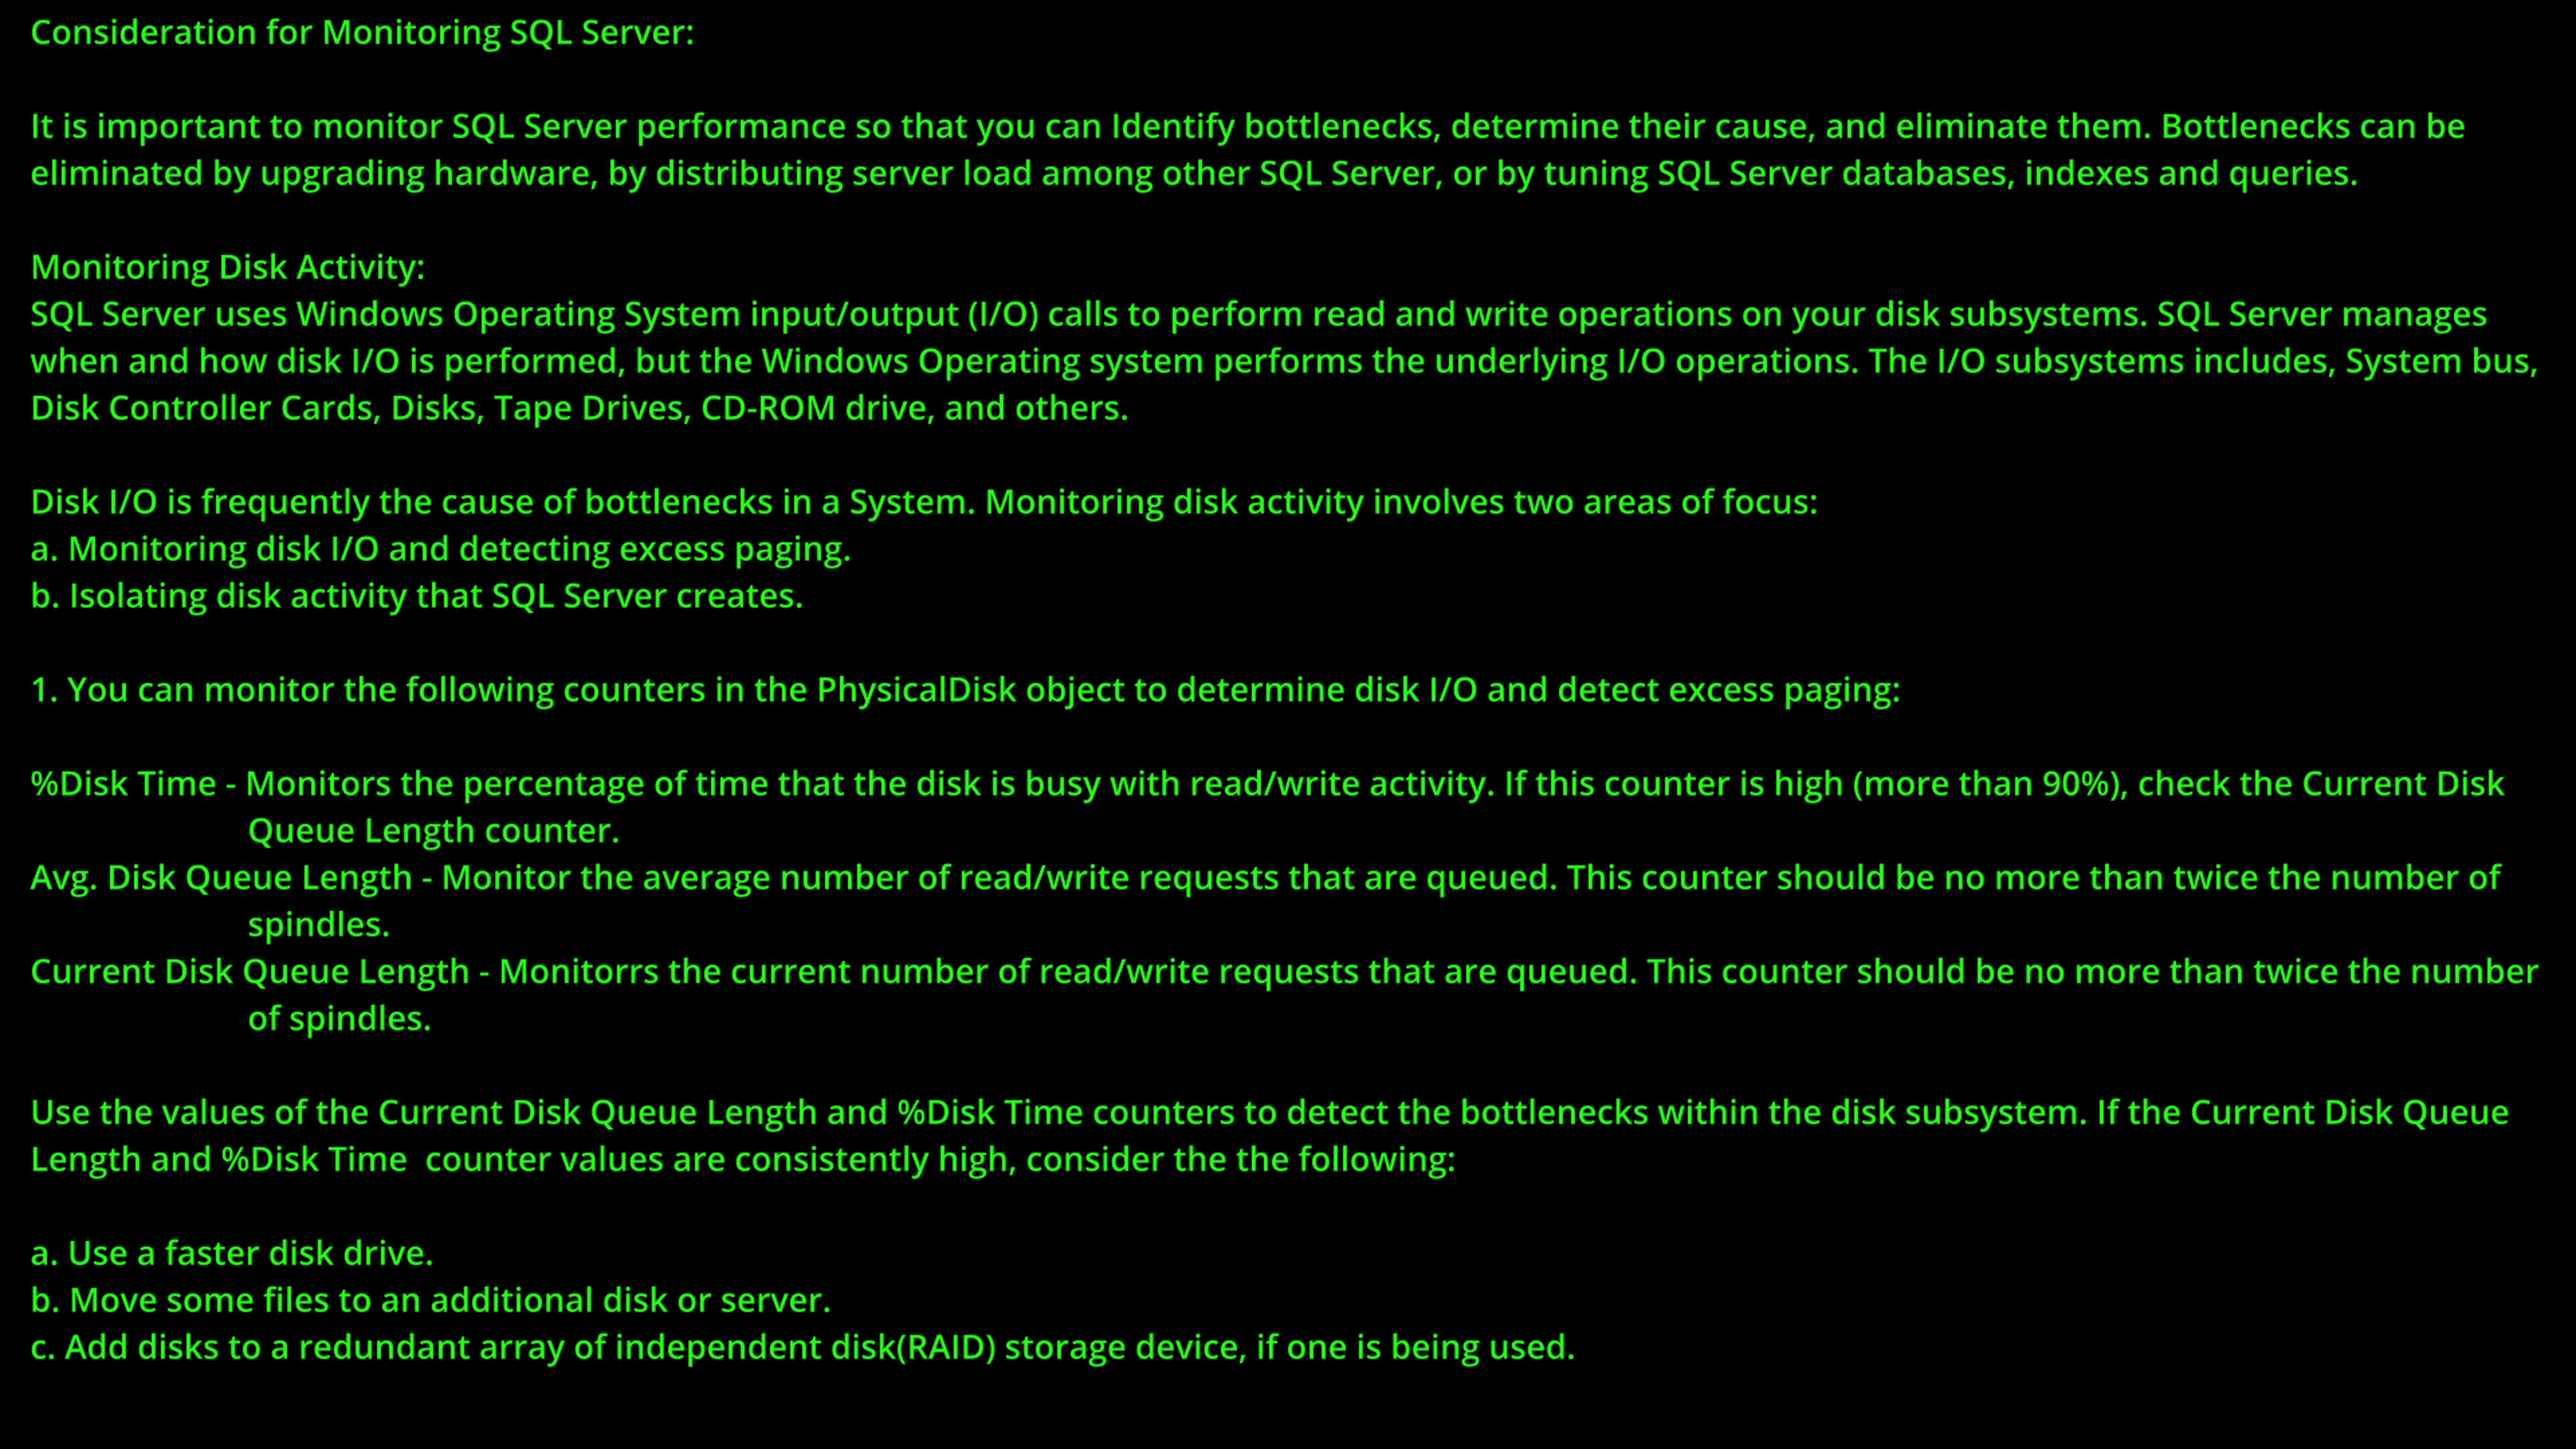 Consideration for Monitoring SQL Server:
It is important to monitor SQL Server performance so that you can Identify bottlenecks, determine their cause, and eliminate them. Bottlenecks can be
eliminated by upgrading hardware, by distributing server load among other SQL Server, or by tuning SQL Server databases, indexes and queries.
Monitoring Disk Activity:
SQL Server uses Windows Operating System input/output (I/O) calls to perform read and write operations on your disk subsystems. SQL Server manages
when and how disk I/O is performed, but the Windows Operating system performs the underlying I/O operations. The I/O subsystems includes, System bus,
Disk Controller Cards, Disks, Tape Drives, CD-ROM drive, and others.
Disk I/O is frequently the cause of bottlenecks in a System. Monitoring disk activity involves two areas of focus:
a. Monitoring disk I/O and detecting excess paging.
b. Isolating disk activity that SQL Server creates.
1. You can monitor the following counters in the PhysicalDisk object to determine disk I/O and detect excess paging:
%Disk Time - Monitors the percentage of time that the disk is busy with read/write activity. If this counter is high (more than 90%), check the Current Disk
Queue Length counter.
Avg. Disk Queue Length - Monitor the average number of read/write requests that are queued. This counter should be no more than twice the number of
spindles.
Current Disk Queue Length - Monitorrs the current number of read/write requests that are queued. This counter should be no more than twice the number
of spindles.
Use the values of the Current Disk Queue Length and %Disk Time counters to detect the bottlenecks within the disk subsystem. If the Current Disk Queue
Length and %Disk Time  counter values are consistently high, consider the the following:
a. Use a faster disk drive.
b. Move some files to an additional disk or server.
c. Add disks to a redundant array of independent disk(RAID) storage device, if one is being used.